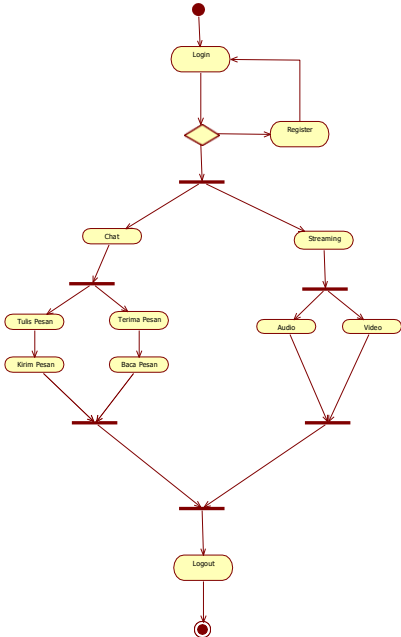 Login
Register
Chat
Streaming
Tulis Pesan
Terima Pesan
Audio
Video
Kirim Pesan
Baca Pesan
Logout